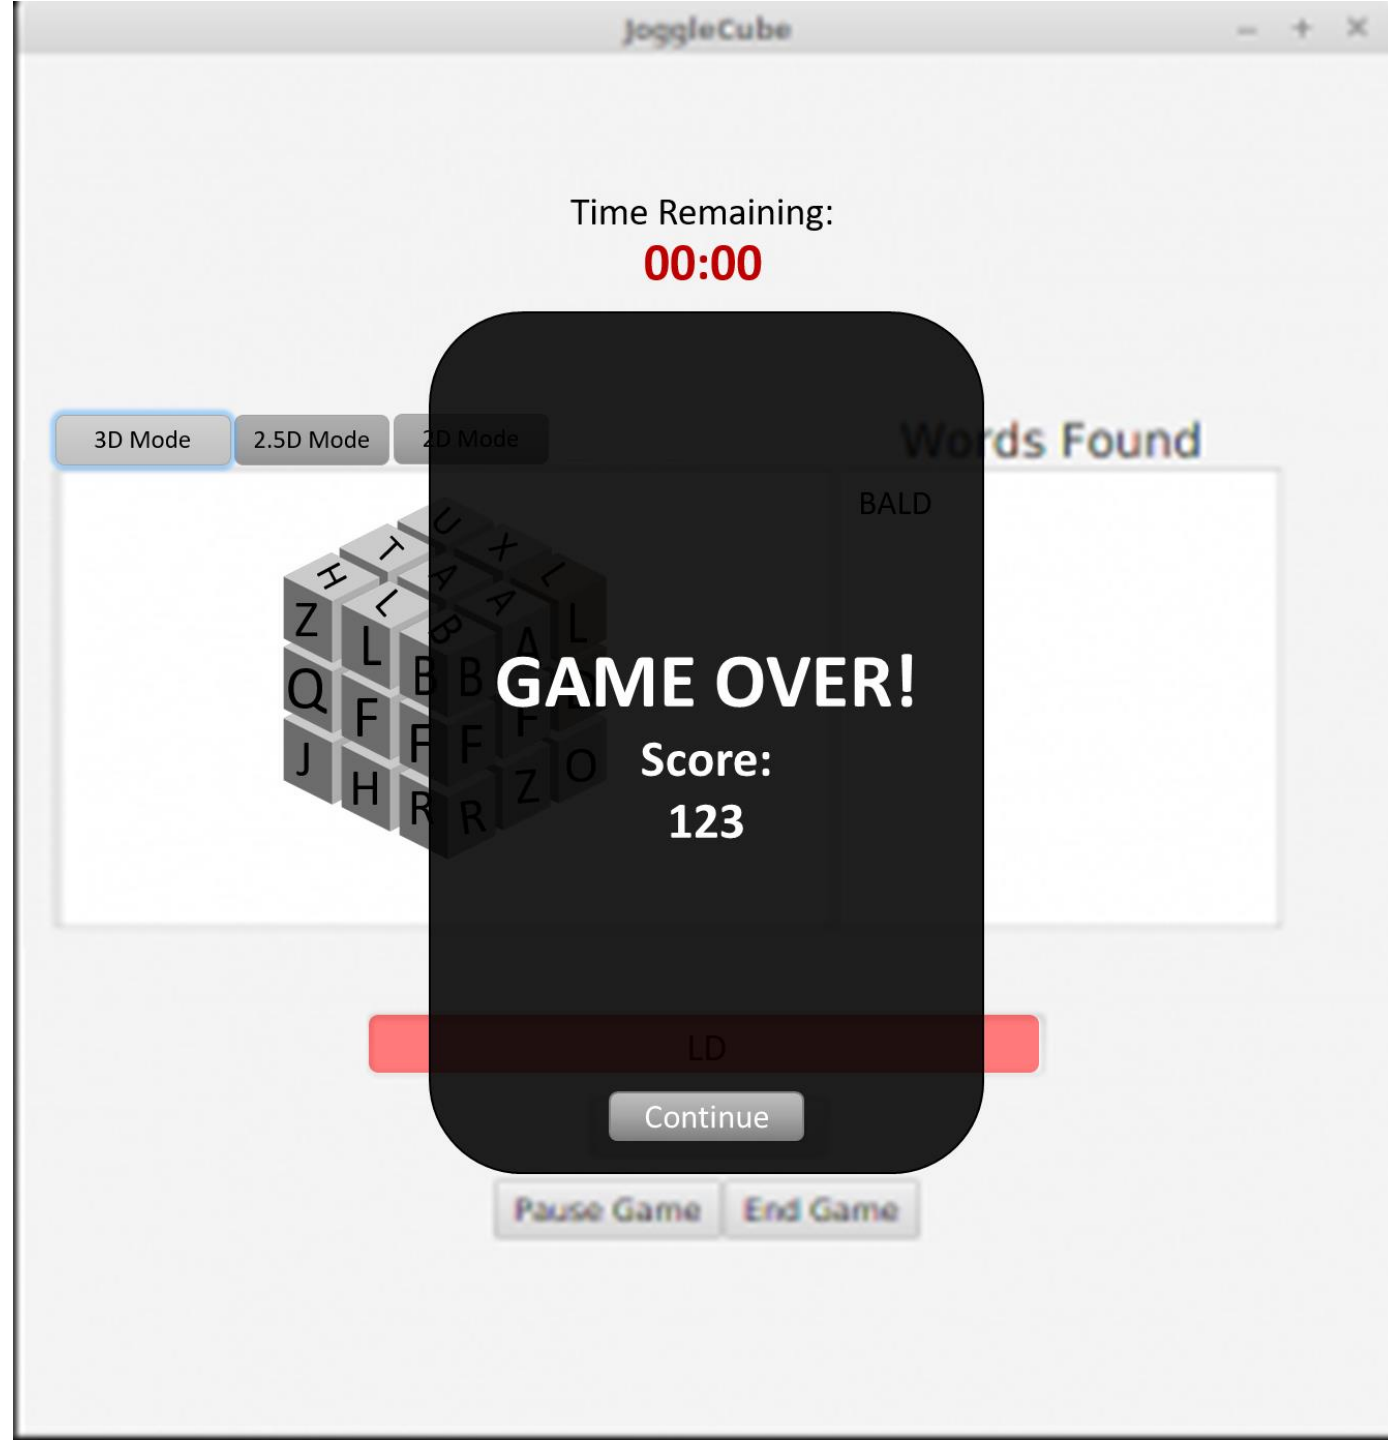 JoggleCube
Time Remaining:
00:00
3D Mode 2.5D Mode 2D Mode
Words Found
BALD
U
T X
H A L
L A
B
Z L B B A L
Q F F F F D
J H R R Z O
GAME OVER!
Score:
123
LD
Continue
Pause Game End Game